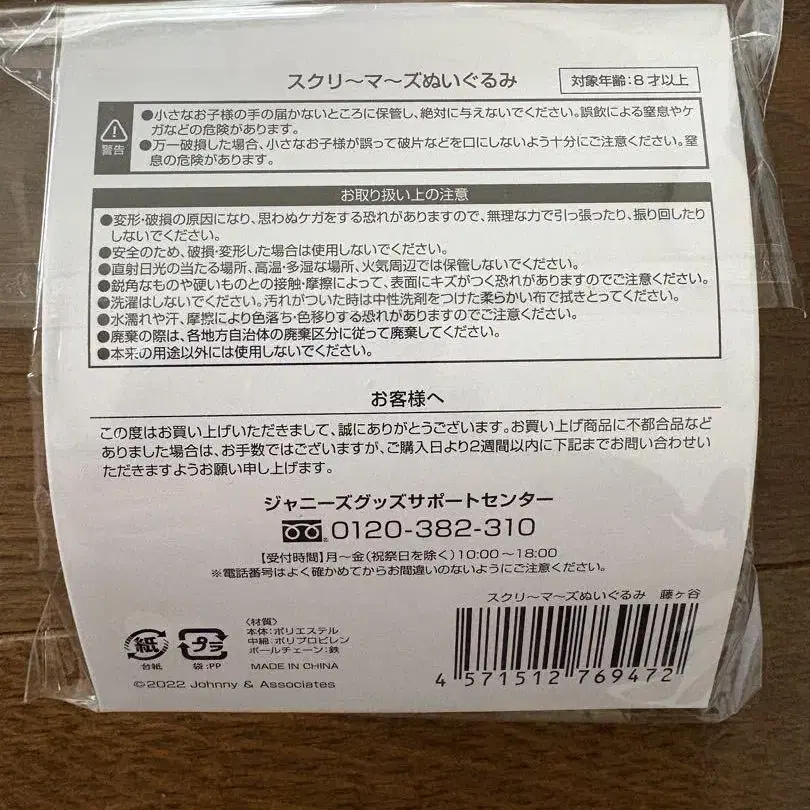 スクリ〜マ〜ズぬいぐるみ
対象年齢:8才以上
警告
●小さなお子様の手の届かないところに保管し、絶対に与えないでください。誤飲による窒息やケ
ガなどの危険があります。
●万一破損した場合、小さなお子様が誤って破片などを口にしないよう十分にご注意ください。窒
息の危険があります。
お取り扱い上の注意
●変形・破損の原因になり、思わぬケガをする恐れがありますので、無理な力で引っ張ったり、振り回したり
しないでください。
●安全のため、破損・変形した場合は使用しないでください。
●直射日光の当たる場所、高温・多湿な場所、火気周辺では保管しないでください。
●鋭角なものや硬いものとの接触・摩擦によって、表面にキズがつく恐れがありますのでご注意ください。
●洗濯はしないでください。汚れがついた時は中性洗剤をつけた柔らかい布で拭きとってください。
●水濡れや汗、摩擦により色落ち・色移りする恐れがありますのでご注意ください。
●廃棄の際は、各地方自治体の廃棄区分に従って廃棄してください。
●本来の用途以外には使用しないでください。
お客様へ
この度はお買い上げいただきまして、誠にありがとうございます。お買い上げ商品に不都合品など
ありました場合は、お手数ではございますが、ご購入日より2週間以内に下記までお問い合わせい
ただきますようお願い申し上げます。
ジャニーズグッズサポートセンター
0120-382-310
【受付時間】月〜金(祝祭日を除く)10:00〜18:00
※電話番号はよく確かめてからお間違いのないようにご注意ください。
スクリ〜マ〜ズぬいぐるみ 藤ヶ谷
紙
台紙
プラ
袋:PP
〈材質〉
本体:ポリエステル
中綿:ポリプロピレン
ボールチェーン:鉄
MADE IN CHINA
©2022 Johnny & Associates
4 571512 769472